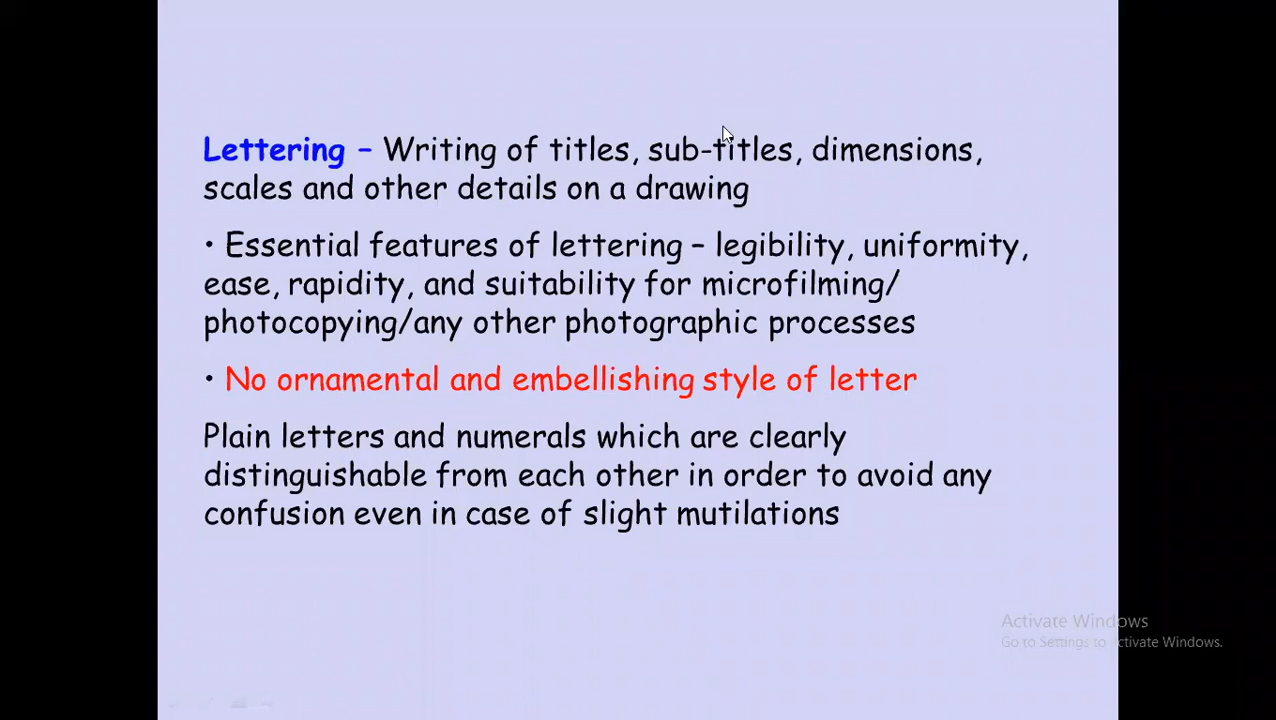 Lettering – Writing of titles, sub-titles, dimensions,
scales and other details on a drawing
• Essential features of lettering – legibility, uniformity,
ease, rapidity, and suitability for microfilming/
photocopying/any other photographic processes
• No ornamental and embellishing style of letter
Plain letters and numerals which are clearly
distinguishable from each other in order to avoid any
confusion even in case of slight mutilations
Activate Windows
Go to Settings to activate Windows.